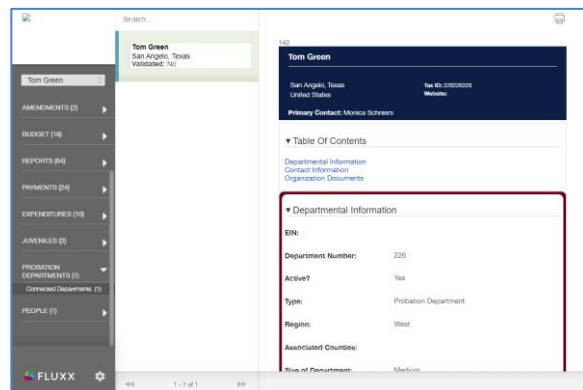 Search...
Tom Green
San Angelo, Texas
Validated: No
Tom Green
AMENDMENTS (2)
BUDGET (16)
REPORTS (64)
PAYMENTS (24)
EXPENDITURES (10)
JUVENILES (2)
PROBATION
DEPARTMENTS (1)
Connected Departments (1)
PEOPLE (1)
FLUXX
1 - 1 of 1
142
Tom Green
San Angelo, Texas
United States
Tax ID: 226226226
Website:
Primary Contact: Monica Schniers
Table Of Contents
Departmental Information
Contact Information
Organization Documents
Departmental Information
EIN:
Department Number: 226
Active? Yes
Type: Probation Department
Region: West
Associated Counties:
Size of Department: Medium